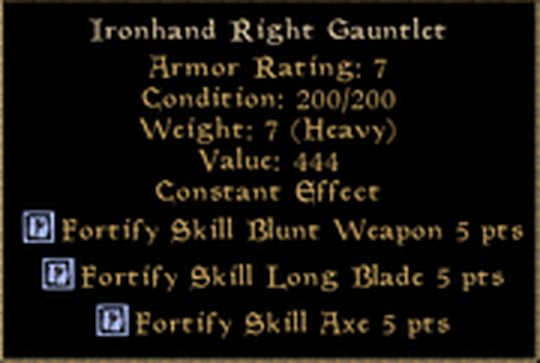 Ironhand Right Gauntlet
Armor Rating: 7
Condition: 200/200
Weight: 7 (Heavy)
Value: 444
Constant Effect
Fortify Skill Blunt Weapon 5 pts
Fortify Skill Long Blade 5 pts
Fortify Skill Axe 5 pts